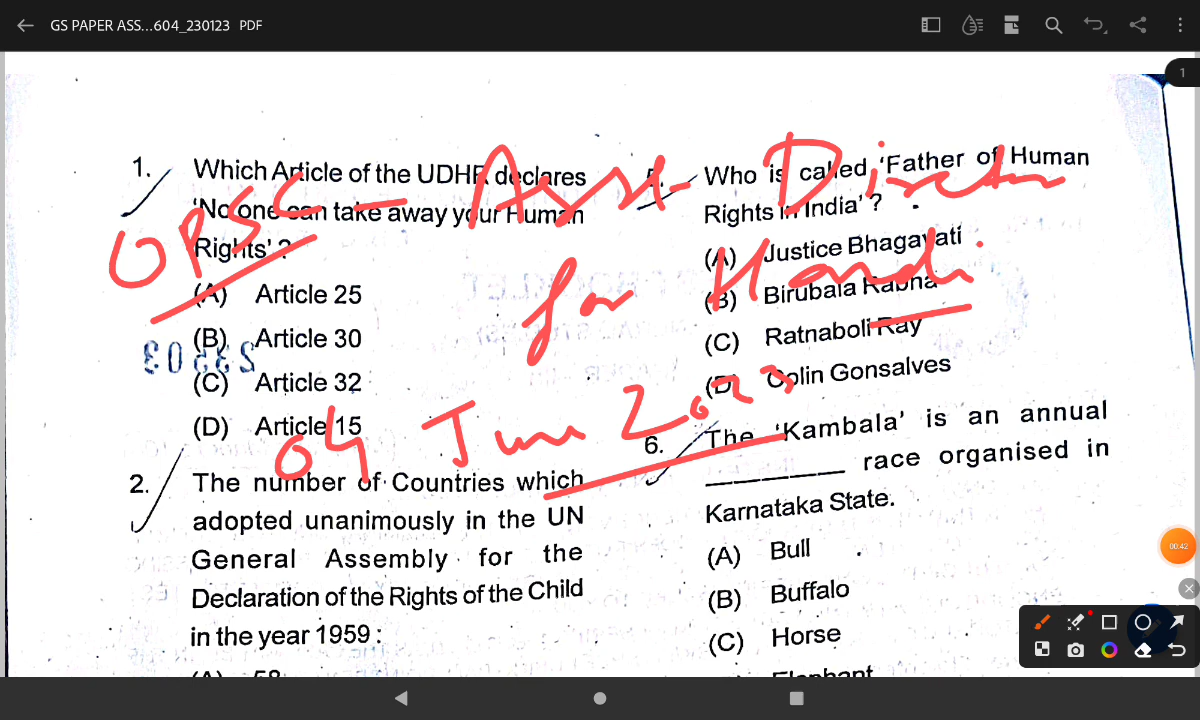 GS PAPER ASS...604_230123 PDF
1
1. Which Article of the UDHR declares
'No one can take away your Human
Rights' ?
(A) Article 25
(B) Article 30
(C) Article 32
(D) Article 15
2. The number of Countries which
adopted unanimously in the UN
General Assembly for the
Declaration of the Rights of the Child
in the year 1959 :
(A) 58
Who is called 'Father of Human
Rights in India' ?
(A) Justice Bhagavati
(B) Birubala Rabha
(C) Ratnaboli Ray
(D) Colin Gonsalves
6. The 'Kambala' is an annual
________ race organised in
Karnataka State.
(A) Bull
(B) Buffalo
(C) Horse
Elephant
OPSC - Asst. Director
for Handi
04 Jun 2023
00:42